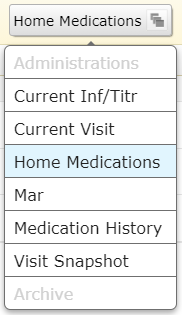 Home Medications
Administrations
Current Inf/Titr
Current Visit
Home Medications
Mar
Medication History
Visit Snapshot
Archive